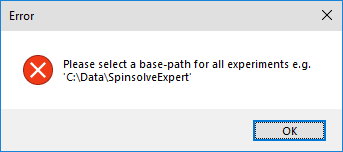 Error
Please select a base-path for all experiments e.g.
'C:\Data\SpinsolveExpert'
OK